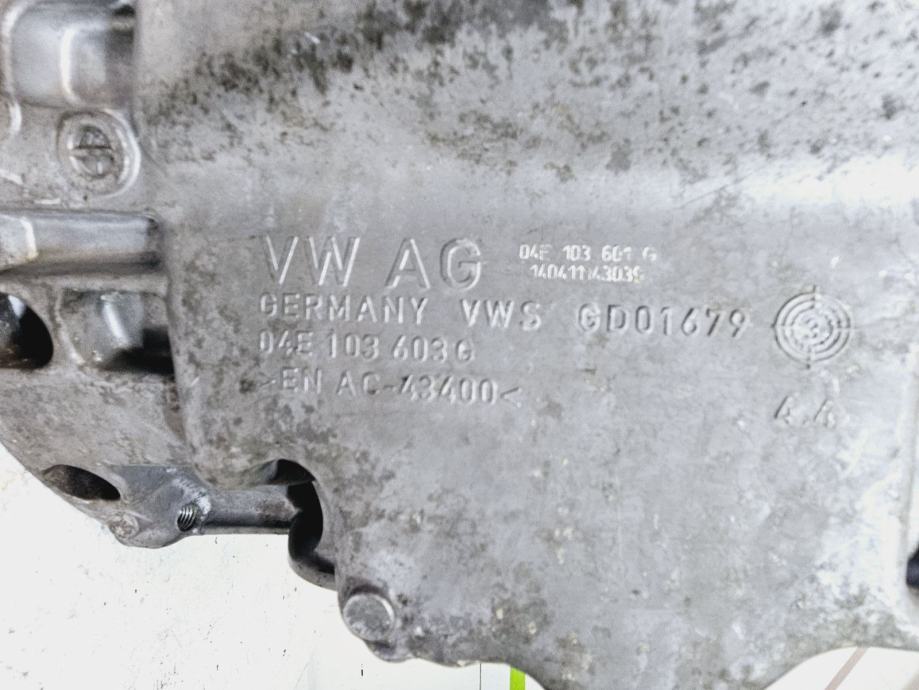 VW AG
04E 103 601 G
GERMANY VWS GD01679
04E 103 603 G
>EN AC-43400<
A.A.